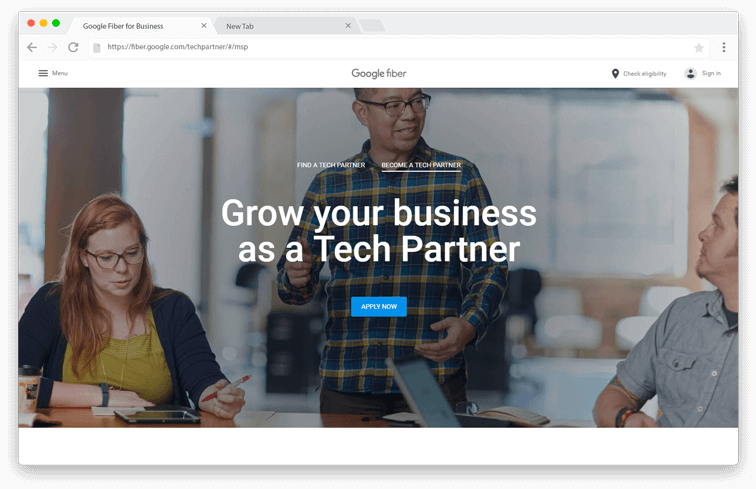 Google Fiber for Business
New Tab
https://fiber.google.com/techpartner/#/msp
Menu
Google fiber
Check eligibility
Sign in
FIND A TECH PARTNER
BECOME A TECH PARTNER
Grow your business
as a Tech Partner
APPLY NOW